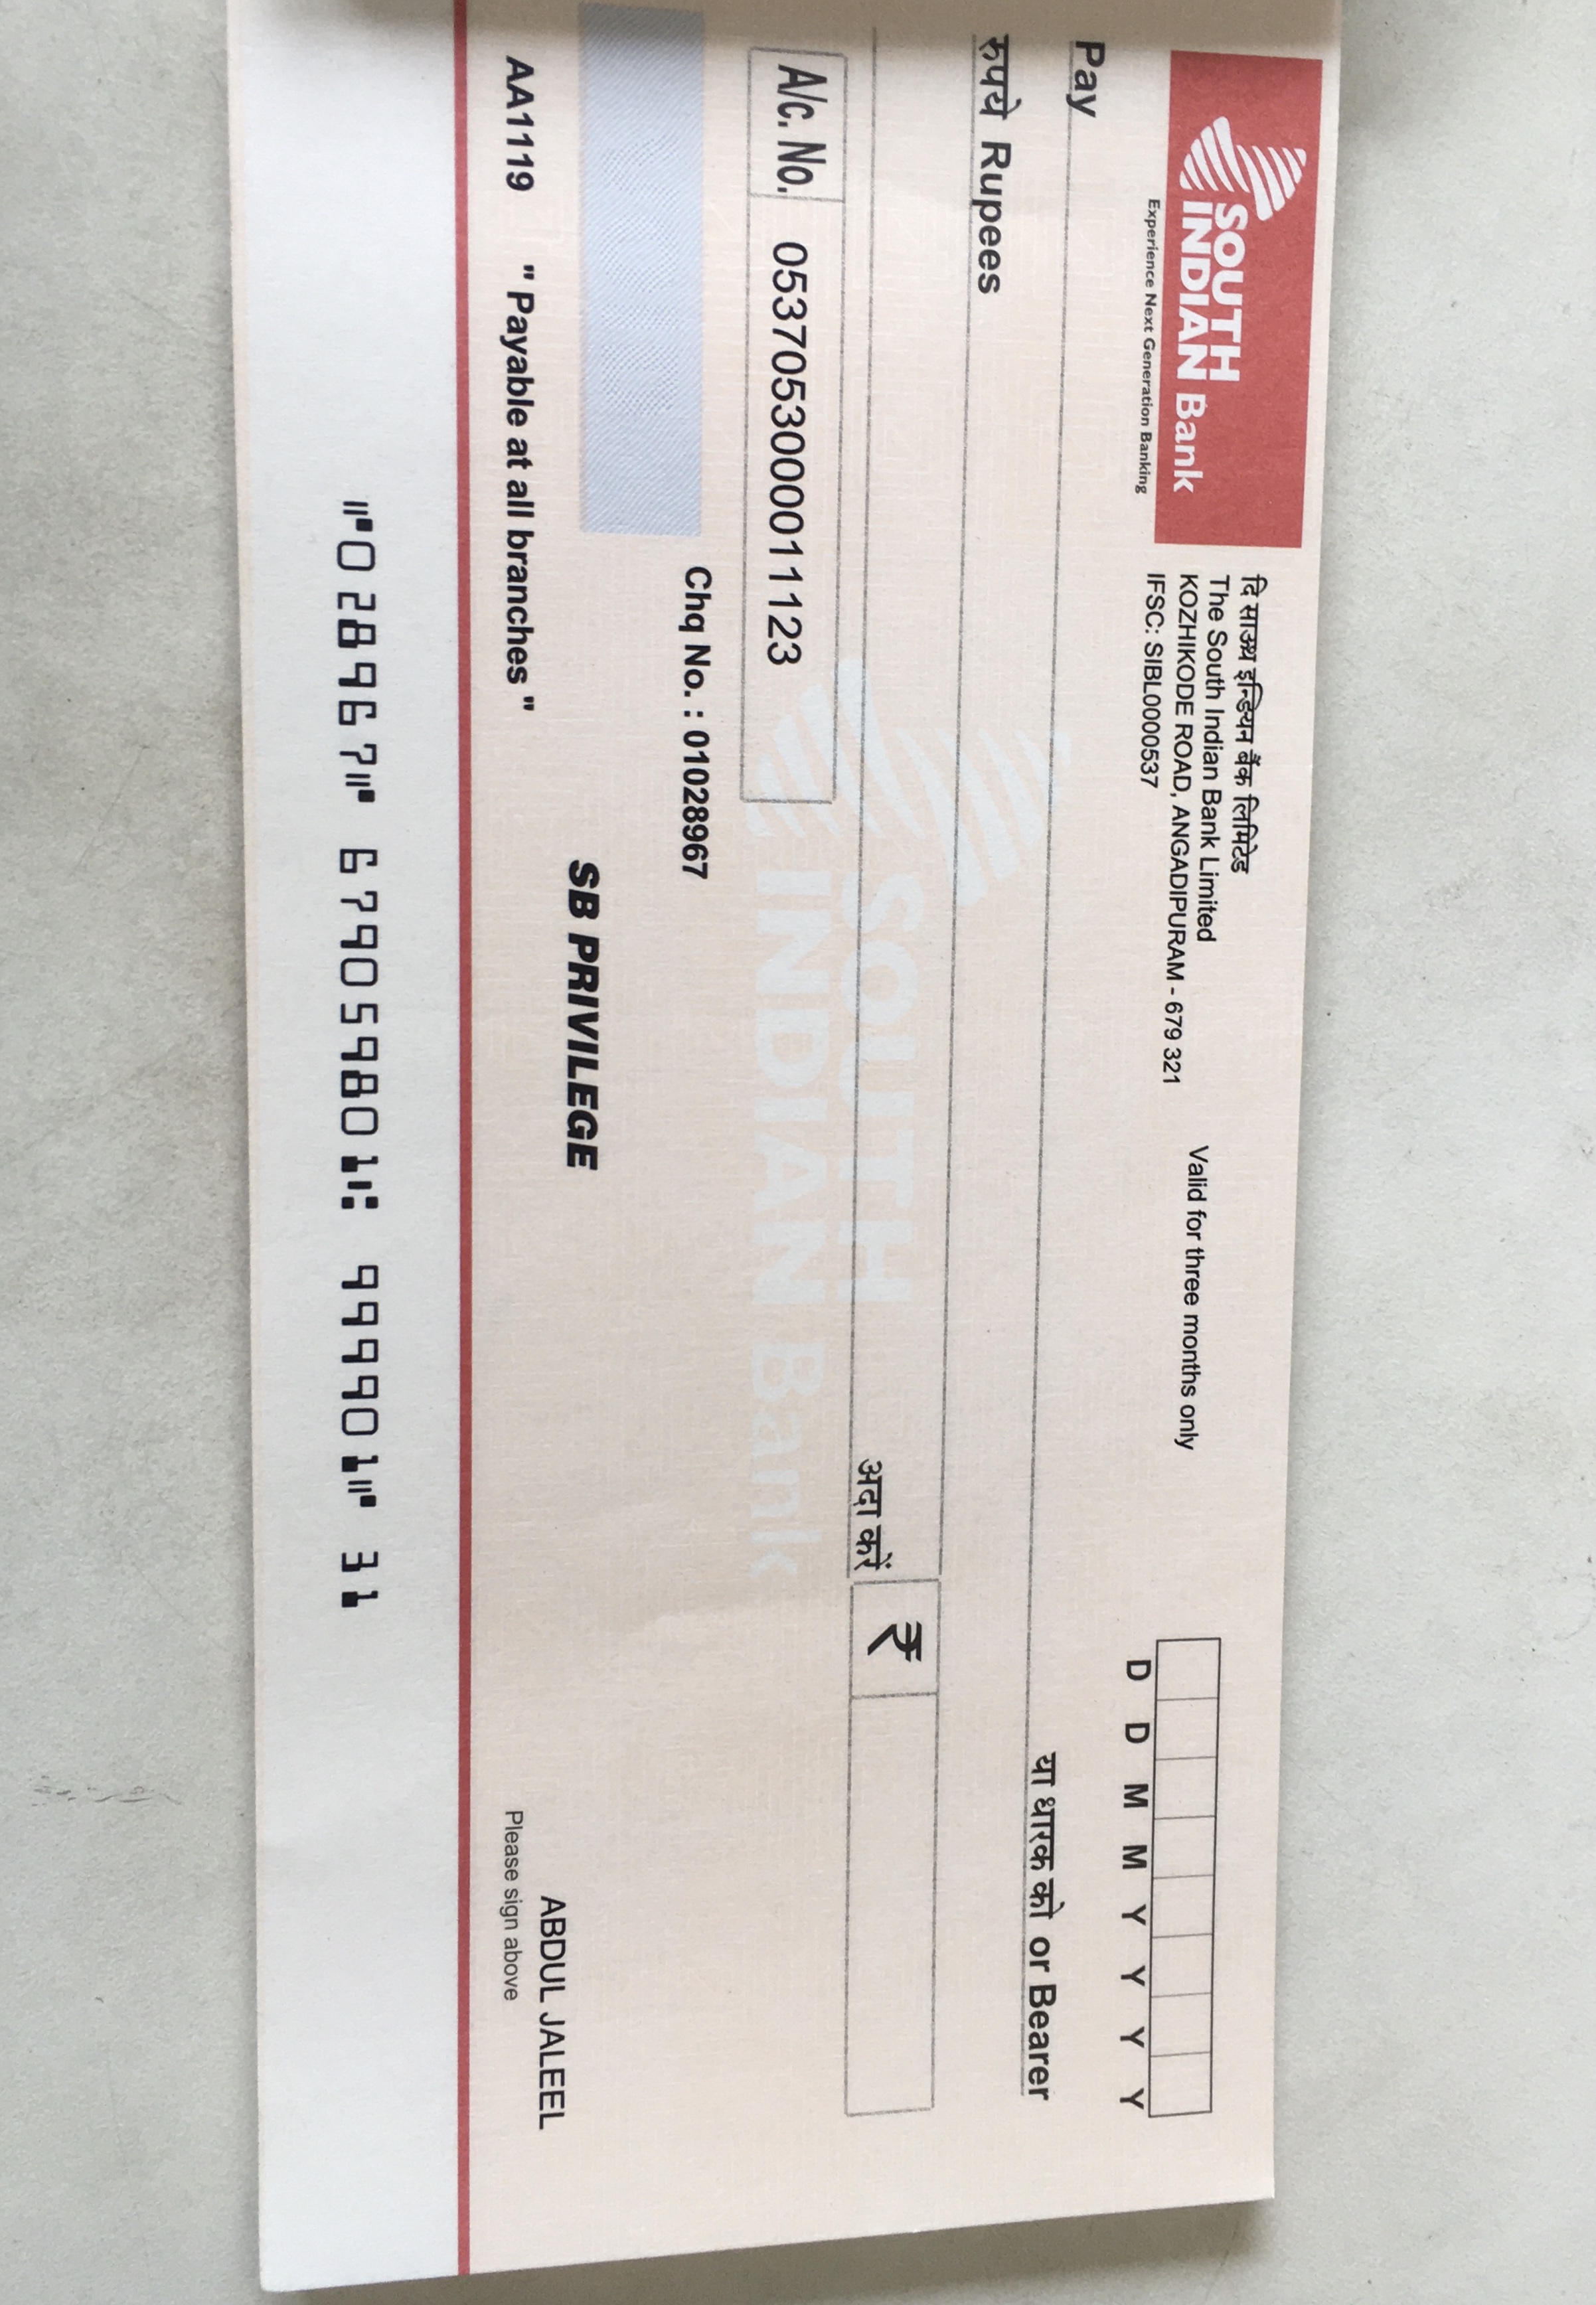 SOUTH
INDIAN Bank
Experience Next Generation Banking
दि साउथ इन्डियन बैंक लिमिटेड
The South Indian Bank Limited
KOZHIKODE ROAD, ANGADIPURAM - 679 321
IFSC: SIBL0000537
Valid for three months only
D D M M Y Y Y Y
Pay
या धारक को or Bearer
रुपये Rupees
अदा करें ₹
A/c. No. 0537053000011123
SOUTH
INDIAN Bank
Chq No. : 01028967
SB PRIVILEGE
ABDUL JALEEL
AA1119 " Payable at all branches "
Please sign above
⑈028967⑈ 679059801⑆ 999901⑈ 31